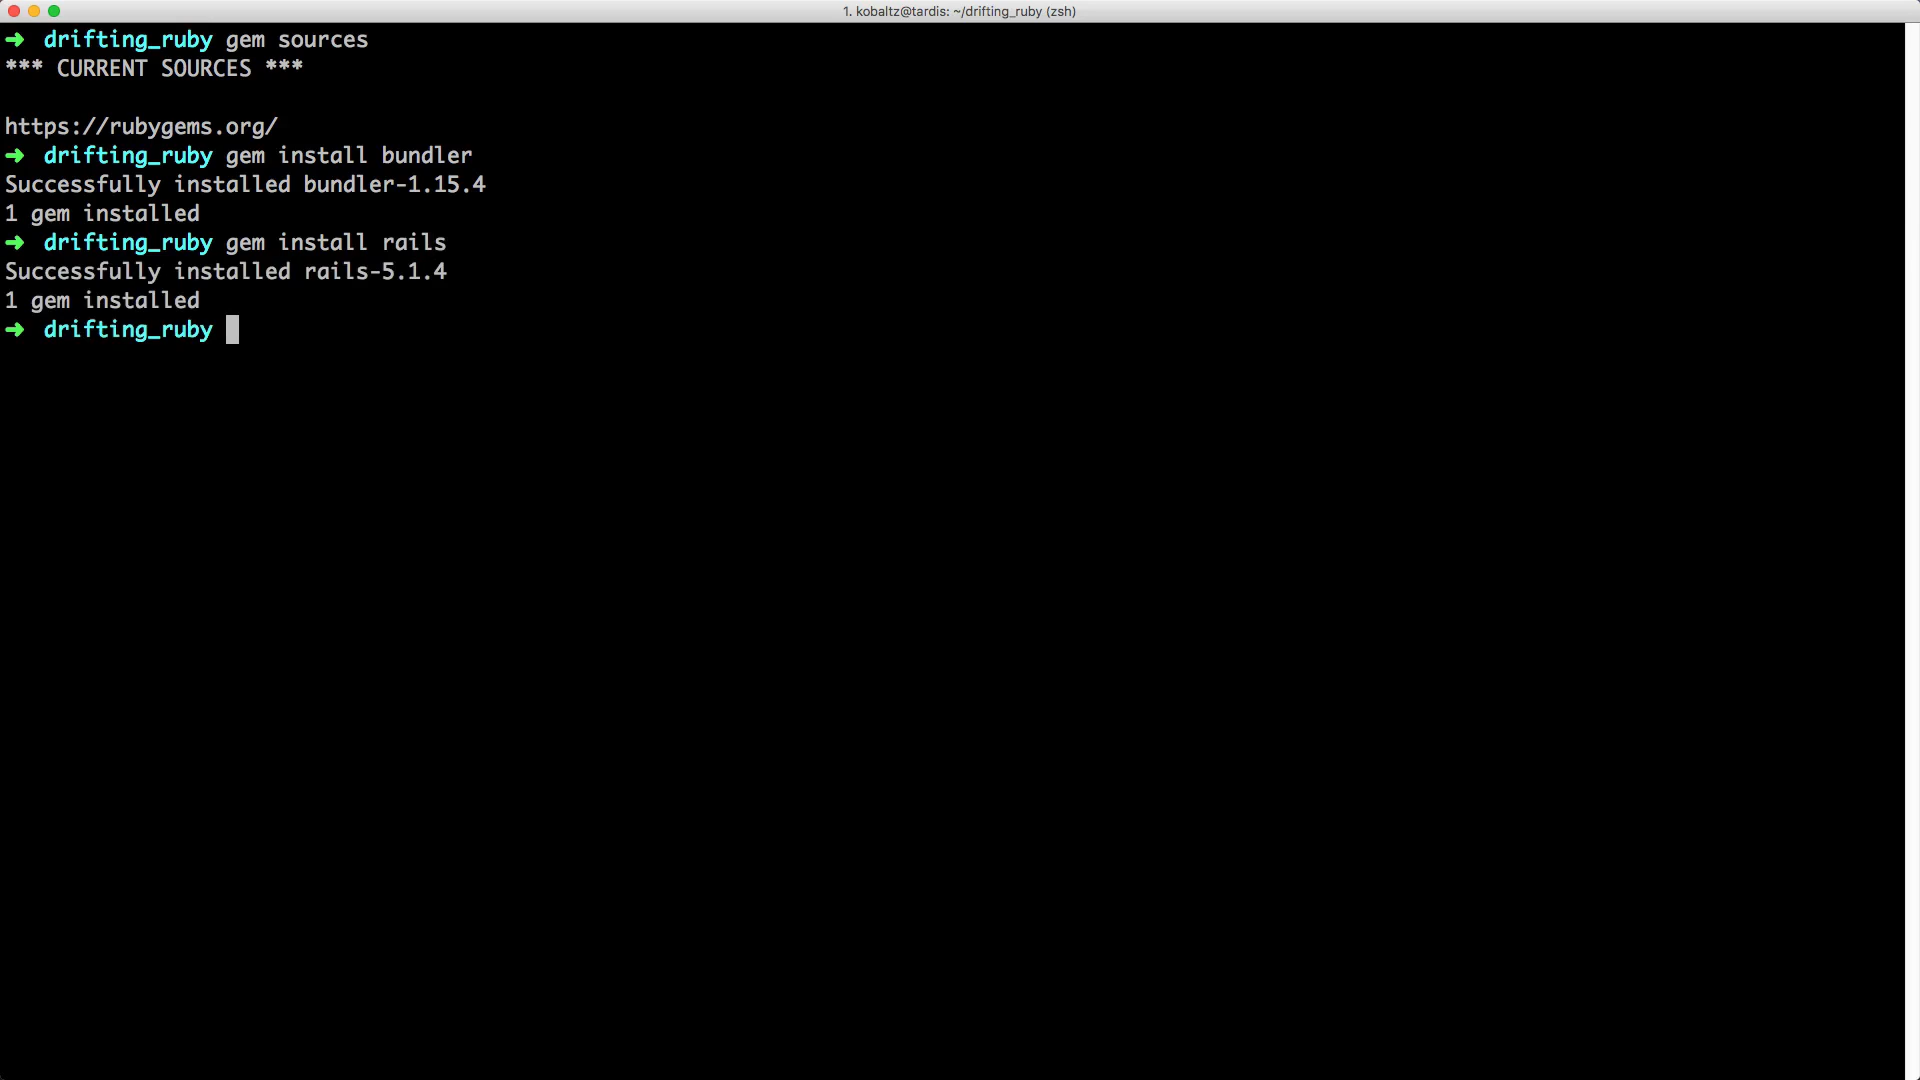 1. kobaltz@tardis: ~/drifting_ruby (zsh)
➜ drifting_ruby gem sources
*** CURRENT SOURCES ***
https://rubygems.org/
➜ drifting_ruby gem install bundler
Successfully installed bundler-1.15.4
1 gem installed
➜ drifting_ruby gem install rails
Successfully installed rails-5.1.4
1 gem installed
➜ drifting_ruby